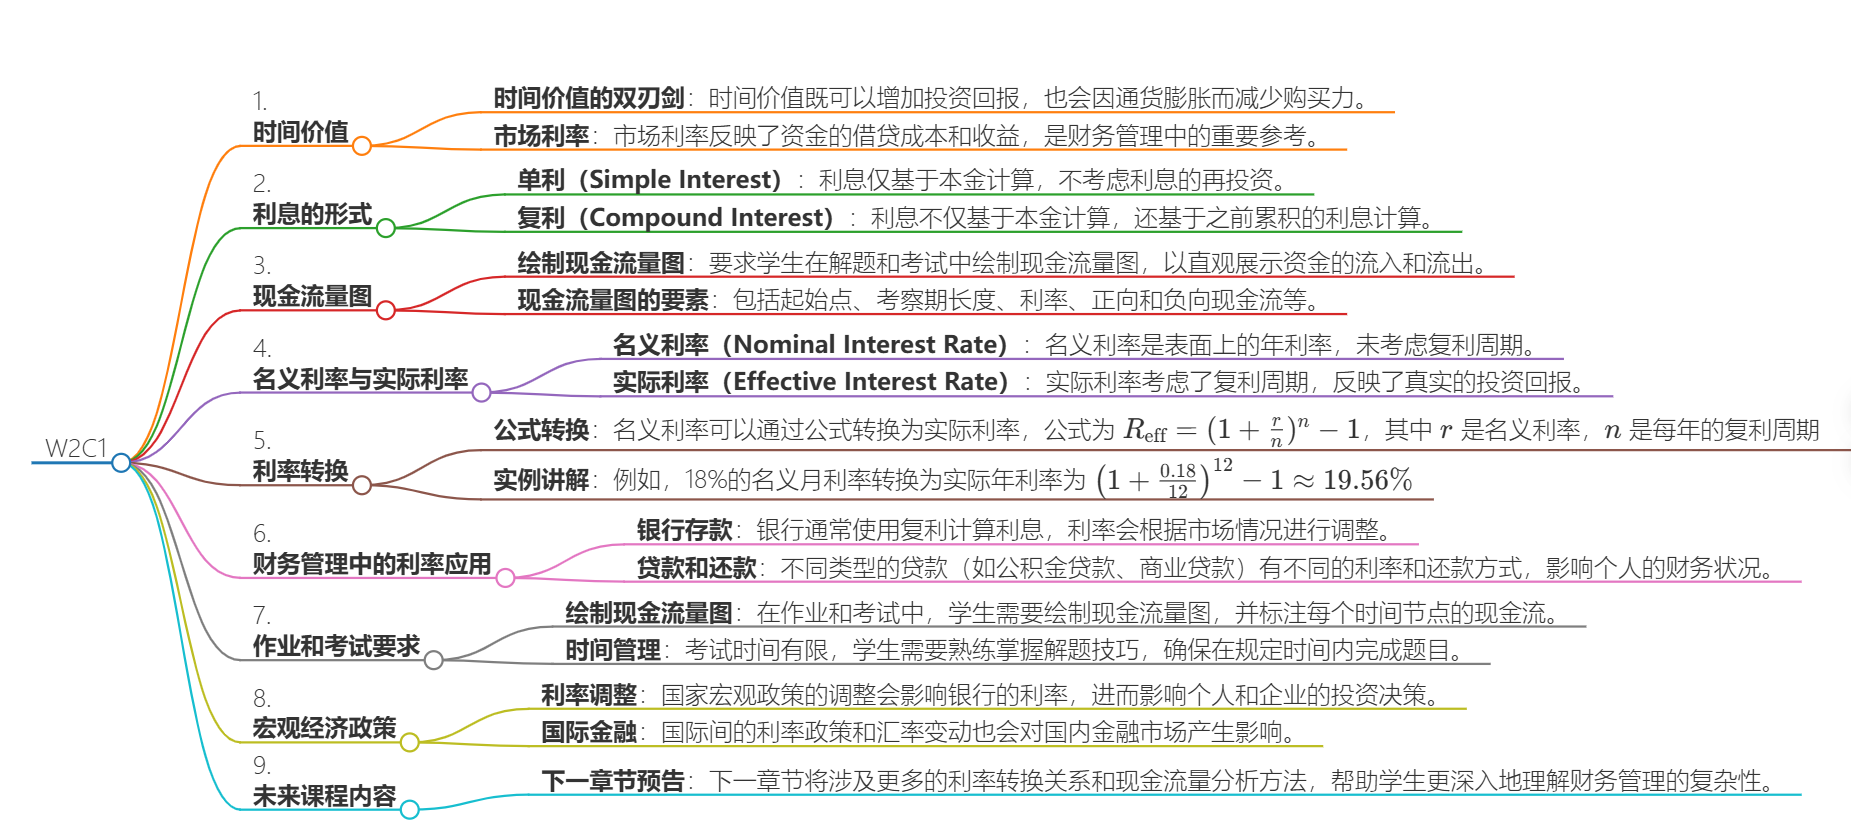 W2C1
1.
时间价值
时间价值的双刃剑：时间价值既可以增加投资回报，也会因通货膨胀而减少购买力。
市场利率：市场利率反映了资金的借贷成本和收益，是财务管理中的重要参考。
2.
利息的形式
单利（Simple Interest）：利息仅基于本金计算，不考虑利息的再投资。
复利（Compound Interest）：利息不仅基于本金计算，还基于之前累积的利息计算。
3.
现金流量图
绘制现金流量图：要求学生在解题和考试中绘制现金流量图，以直观展示资金的流入和流出。
现金流量图的要素：包括起始点、考察期长度、利率、正向和负向现金流等。
4.
名义利率与实际利率
名义利率（Nominal Interest Rate）：名义利率是表面上的年利率，未考虑复利周期。
实际利率（Effective Interest Rate）：实际利率考虑了复利周期，反映了真实的投资回报。
5.
利率转换
公式转换：名义利率可以通过公式转换为实际利率，公式为 R_eff = (1 + r/n)^n − 1，其中 r 是名义利率，n 是每年的复利周期
实例讲解：例如，18%的名义月利率转换为实际年利率为 (1 + 0.18/12)^12 − 1 ≈ 19.56%
6.
财务管理中的利率应用
银行存款：银行通常使用复利计算利息，利率会根据市场情况进行调整。
贷款和还款：不同类型的贷款（如公积金贷款、商业贷款）有不同的利率和还款方式，影响个人的财务状况。
7.
作业和考试要求
绘制现金流量图：在作业和考试中，学生需要绘制现金流量图，并标注每个时间节点的现金流。
时间管理：考试时间有限，学生需要熟练掌握解题技巧，确保在规定时间内完成题目。
8.
宏观经济政策
利率调整：国家宏观政策的调整会影响银行的利率，进而影响个人和企业的投资决策。
国际金融：国际间的利率政策和汇率变动也会对国内金融市场产生影响。
9.
未来课程内容
下一章节预告：下一章节将涉及更多的利率转换关系和现金流量分析方法，帮助学生更深入地理解财务管理的复杂性。